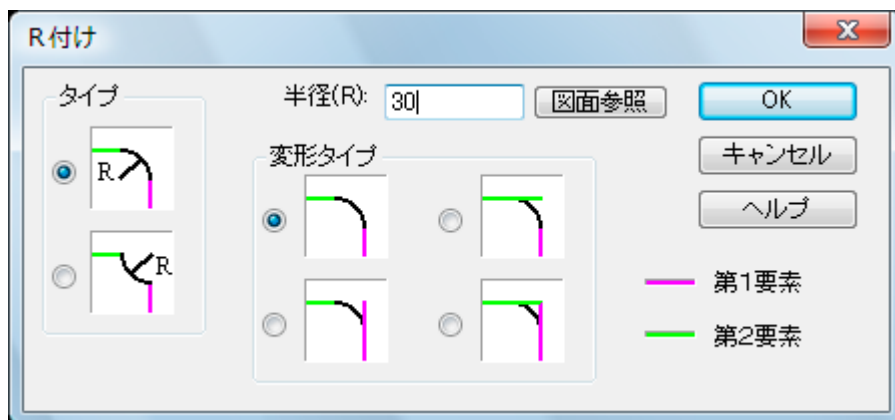 R付け
タイプ
R
R
半径(R): 30 図面参照
変形タイプ
OK
キャンセル
ヘルプ
第1要素
第2要素